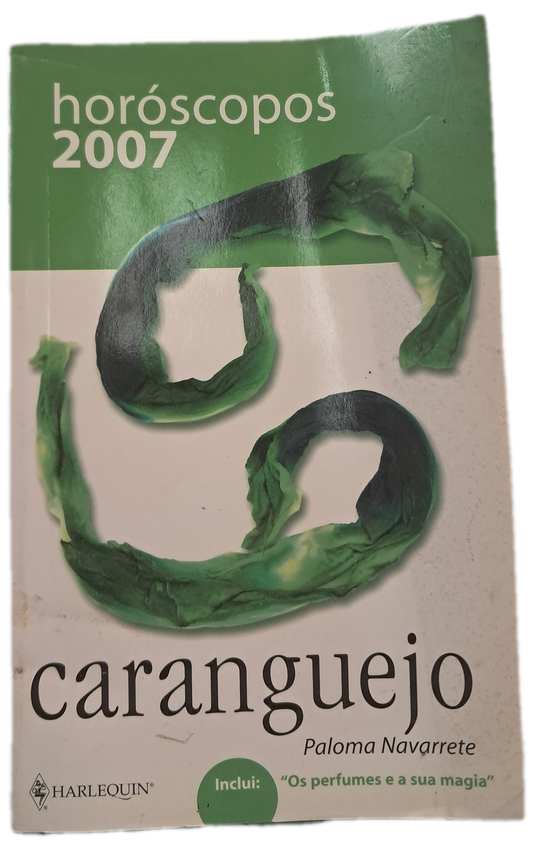 horóscopos
2007
caranguejo
Paloma Navarrete
HARLEQUIN®
Inclui: “Os perfumes e a sua magia”